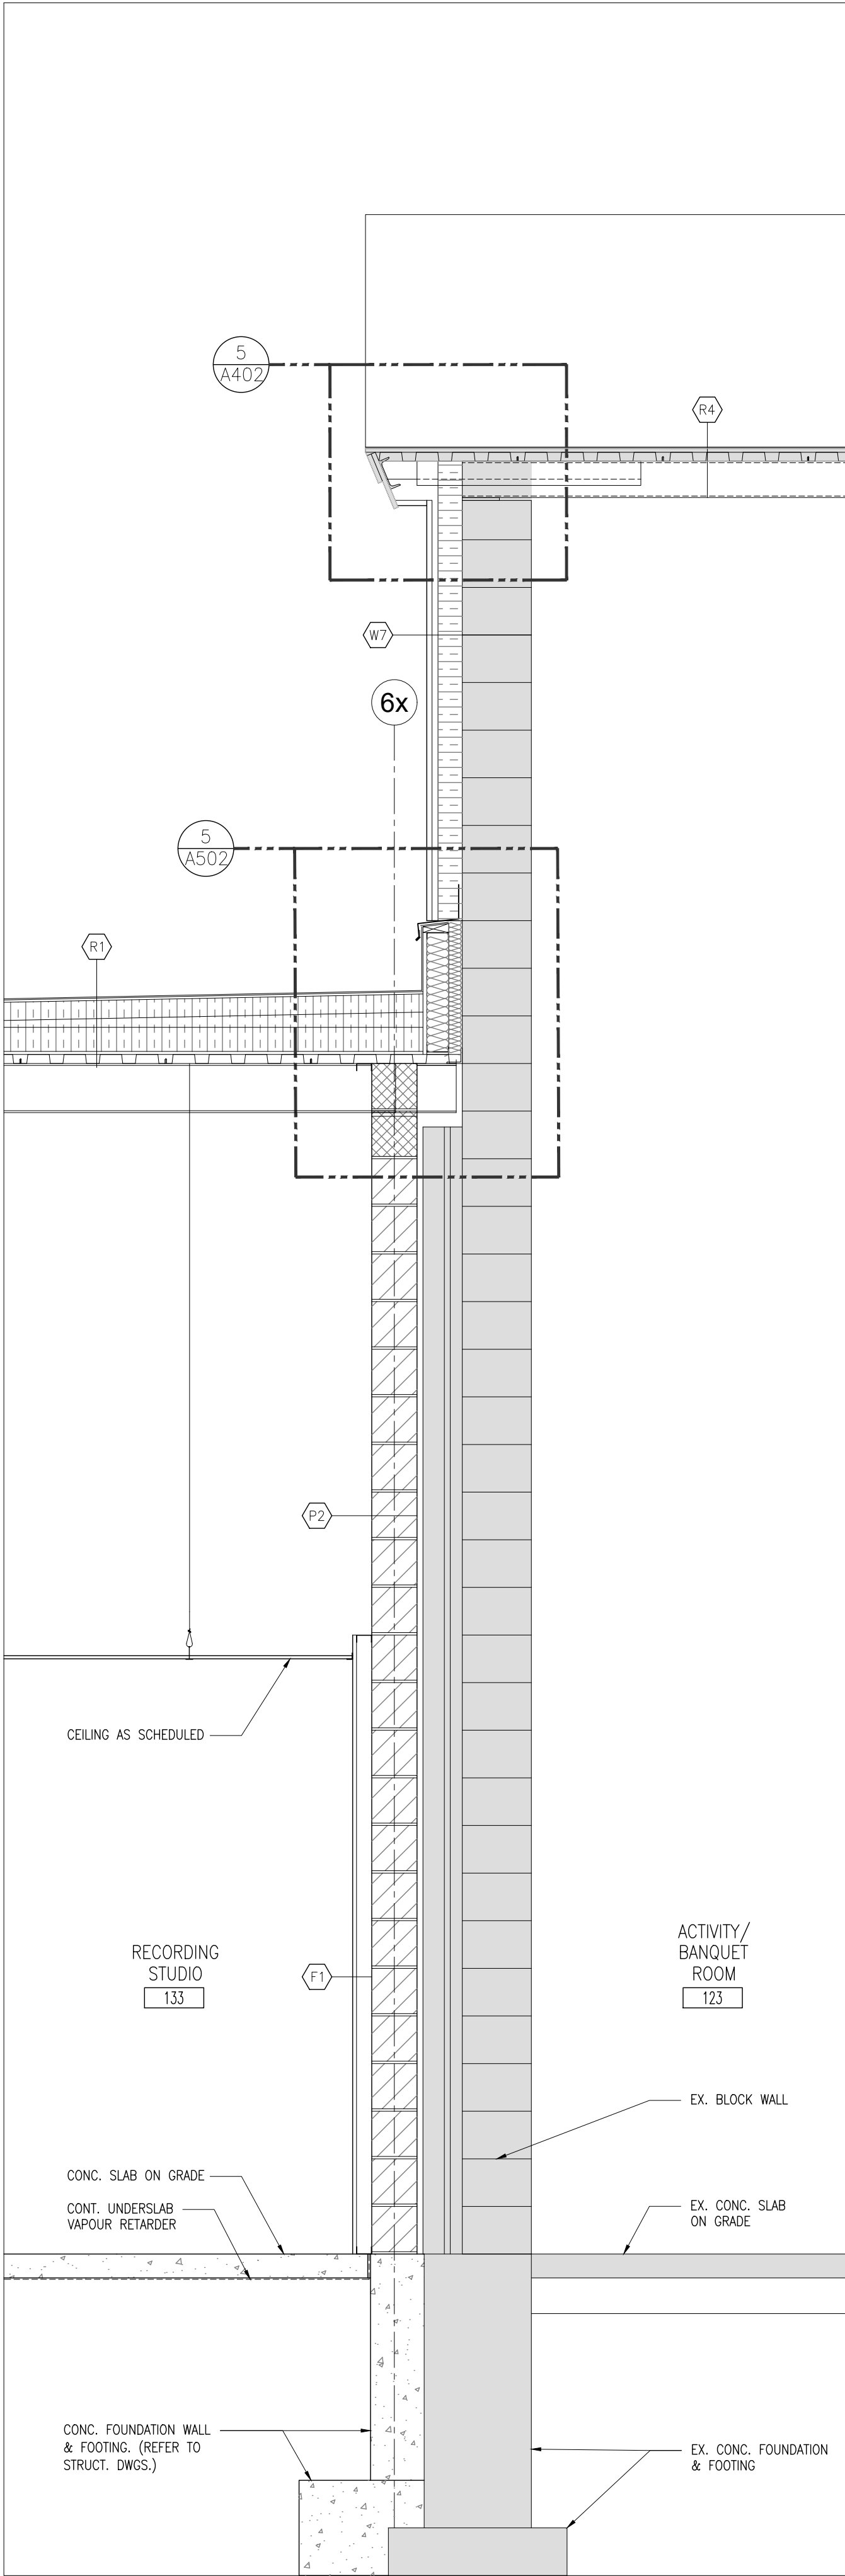 5
A402
R4
W7
6x
5
A502
R1
P2
CEILING AS SCHEDULED
RECORDING
STUDIO
133
F1
ACTIVITY/
BANQUET
ROOM
123
EX. BLOCK WALL
CONC. SLAB ON GRADE
CONT. UNDERSLAB
VAPOUR RETARDER
EX. CONC. SLAB
ON GRADE
CONC. FOUNDATION WALL
& FOOTING. (REFER TO
STRUCT. DWGS.)
EX. CONC. FOUNDATION
& FOOTING